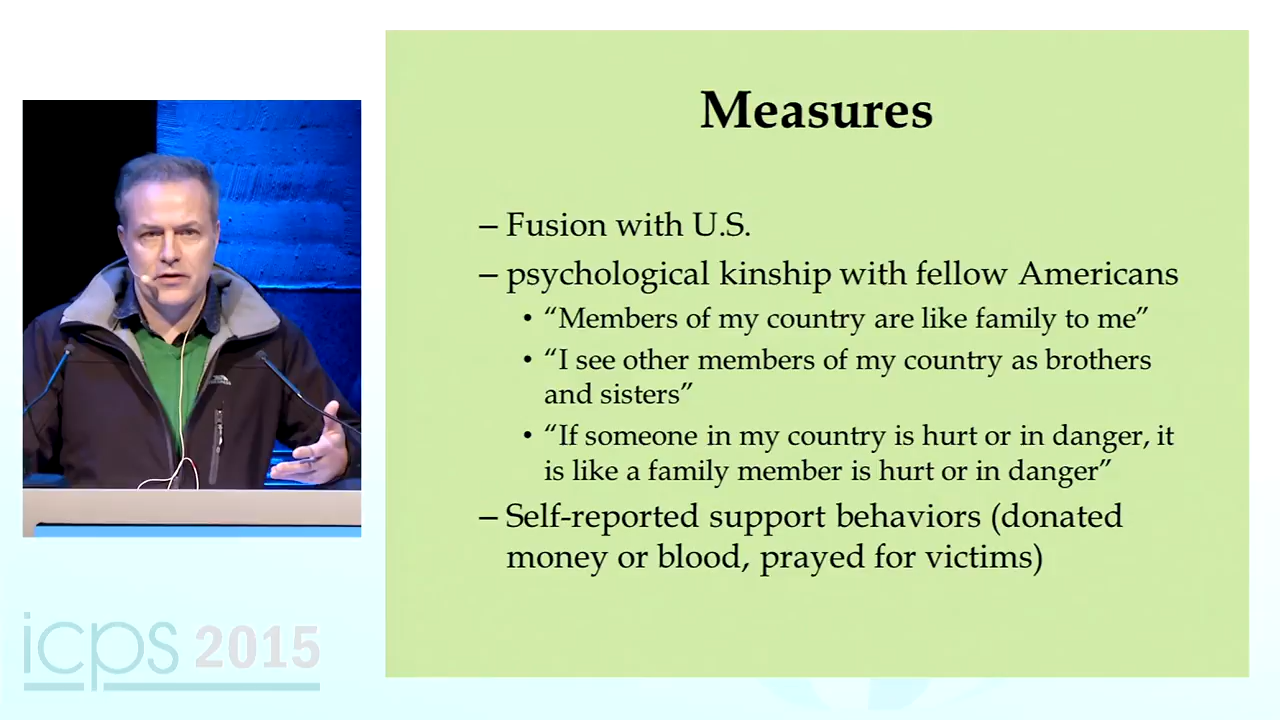 Measures
– Fusion with U.S.
– psychological kinship with fellow Americans
• “Members of my country are like family to me”
• “I see other members of my country as brothers
and sisters”
• “If someone in my country is hurt or in danger, it
is like a family member is hurt or in danger”
– Self-reported support behaviors (donated
money or blood, prayed for victims)
icps 2015